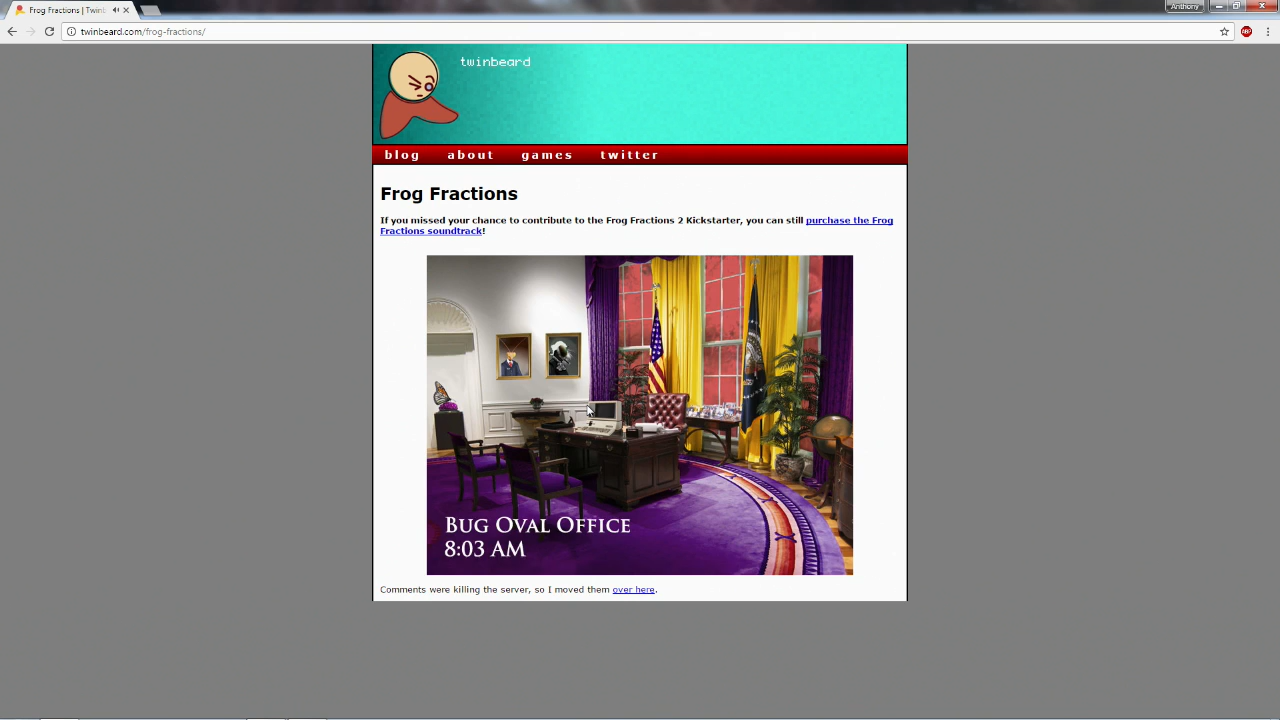 Frog Fractions | Twinb
Anthony
twinbeard.com/frog-fractions/
ABP
twinbeard
blog about games twitter
Frog Fractions
If you missed your chance to contribute to the Frog Fractions 2 Kickstarter, you can still purchase the Frog
Fractions soundtrack!
Bug Oval Office
8:03 AM
Comments were killing the server, so I moved them over here.